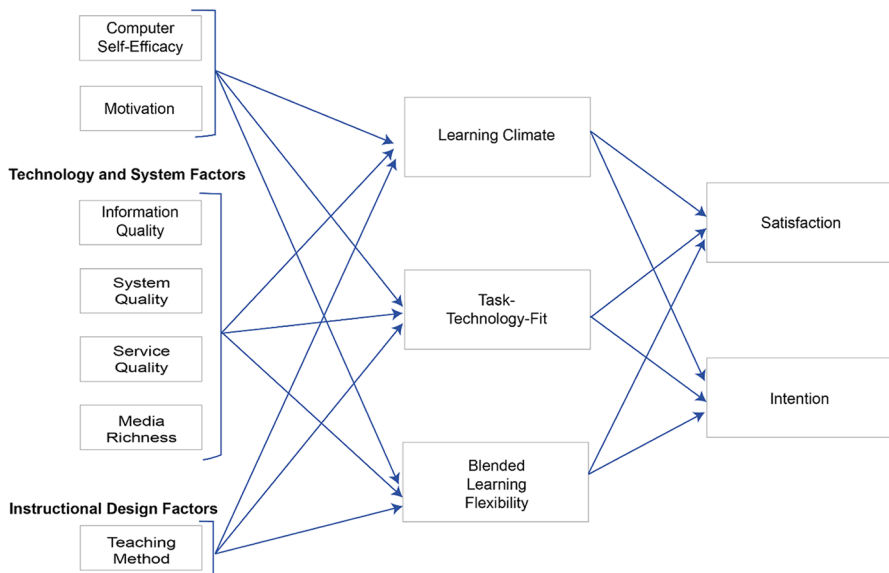 Computer
Self-Efficacy
Motivation
Technology and System Factors
Information
Quality
System
Quality
Service
Quality
Media
Richness
Instructional Design Factors
Teaching
Method
Learning Climate
Task-
Technology-Fit
Blended
Learning
Flexibility
Satisfaction
Intention